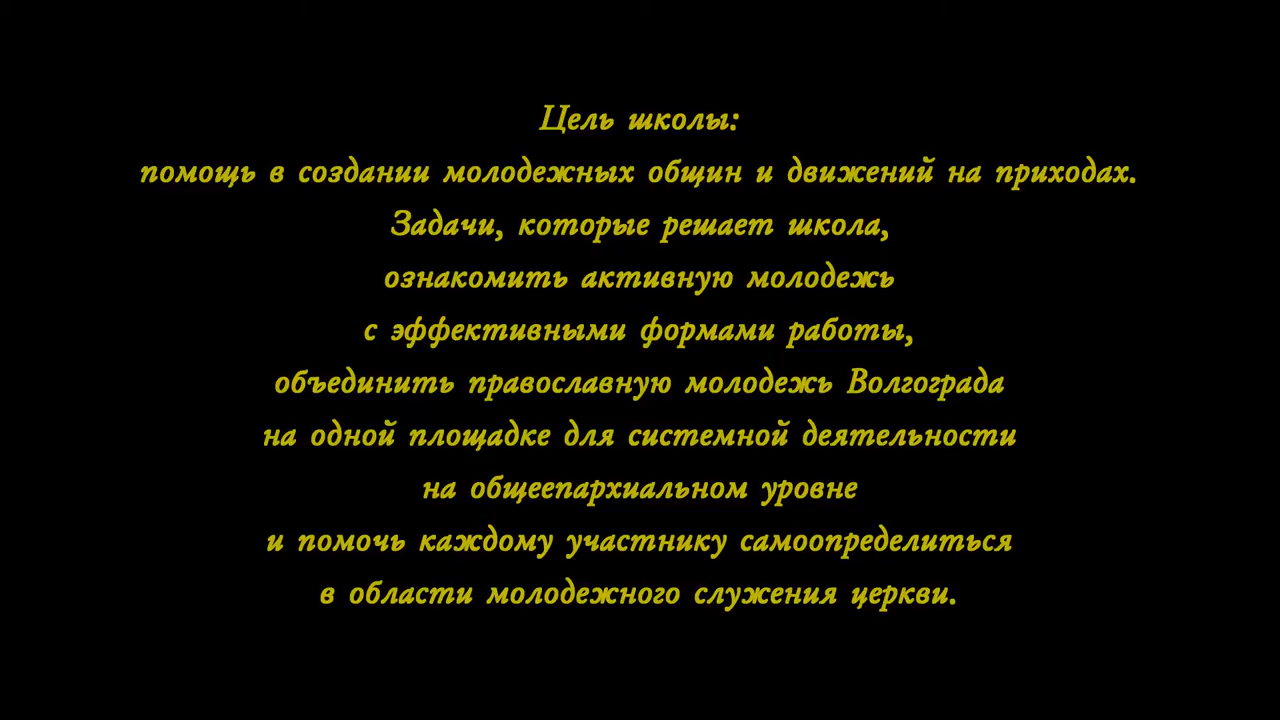 Цель школы:
помощь в создании молодежных общин и движений на приходах.
Задачи, которые решает школа,
ознакомить активную молодежь
с эффективными формами работы,
объединить православную молодежь Волгограда
на одной площадке для системной деятельности
на общеепархиальном уровне
и помочь каждому участнику самоопределиться
в области молодежного служения церкви.